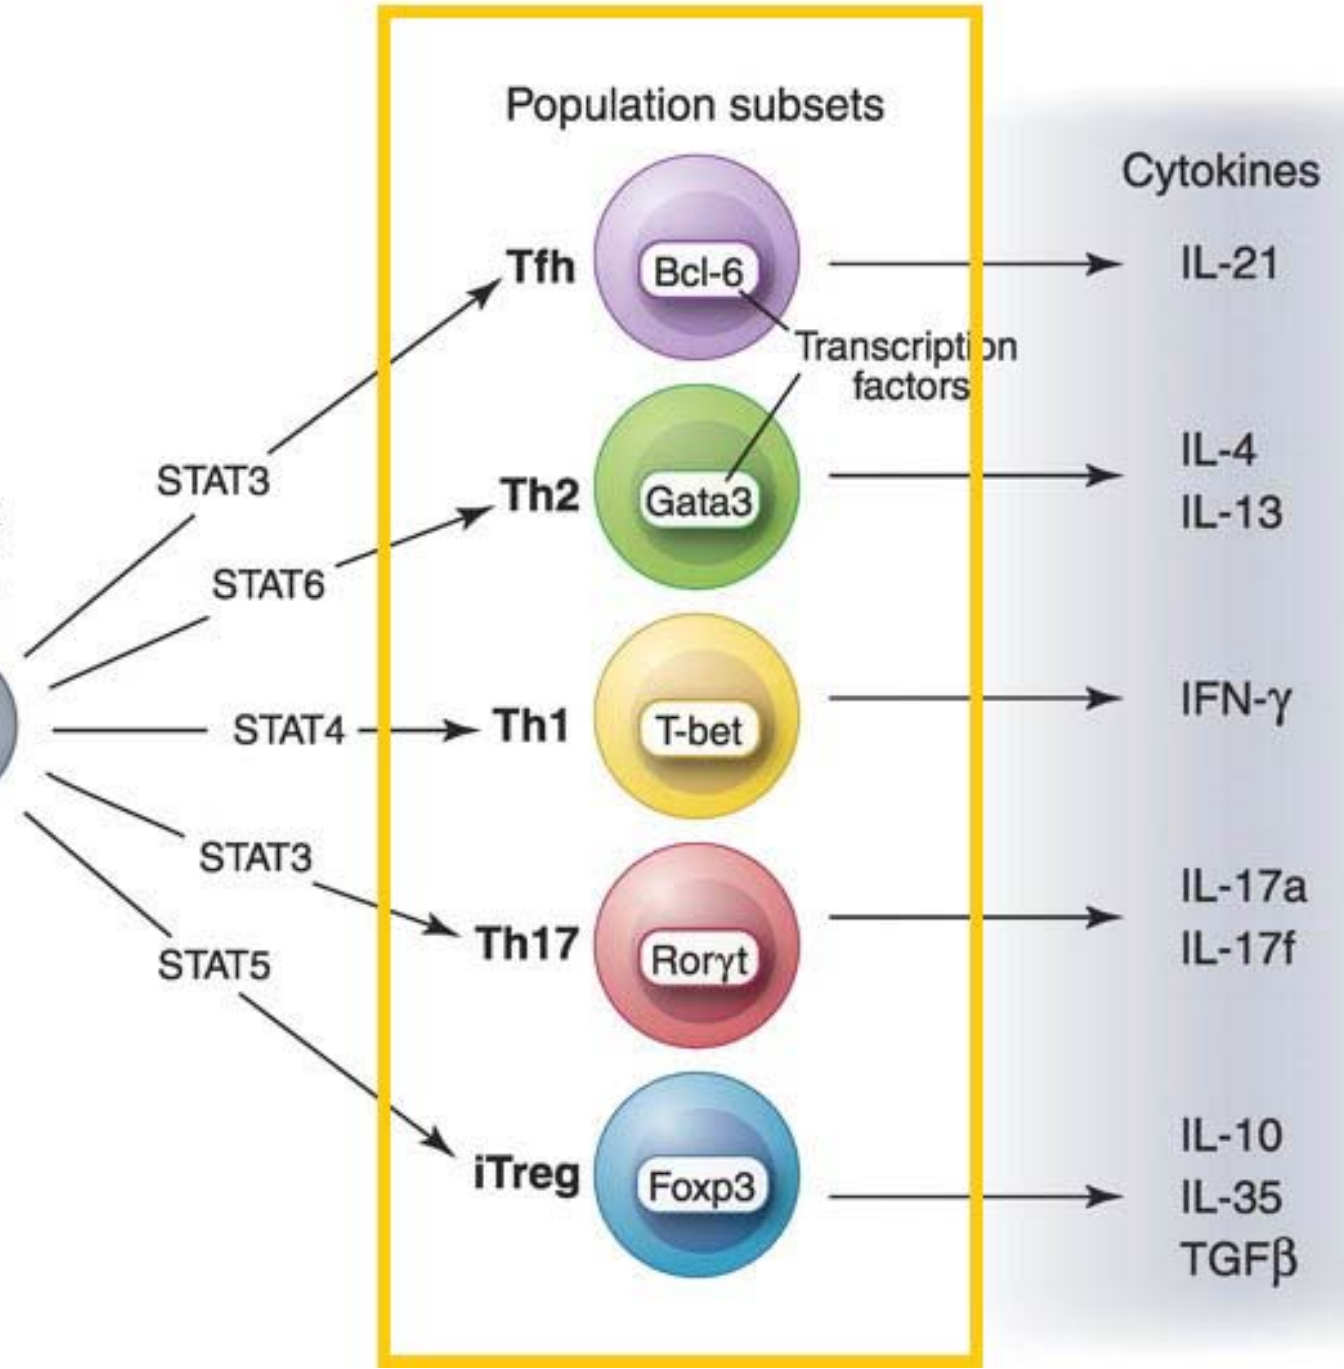 Population subsets
Cytokines
Tfh
Bcl-6
IL-21
Transcription
factors
STAT3
Th2
Gata3
IL-4
IL-13
STAT6
STAT4
Th1
T-bet
IFN-γ
STAT3
Th17
Rorγt
IL-17a
IL-17f
STAT5
iTreg
Foxp3
IL-10
IL-35
TGFβ